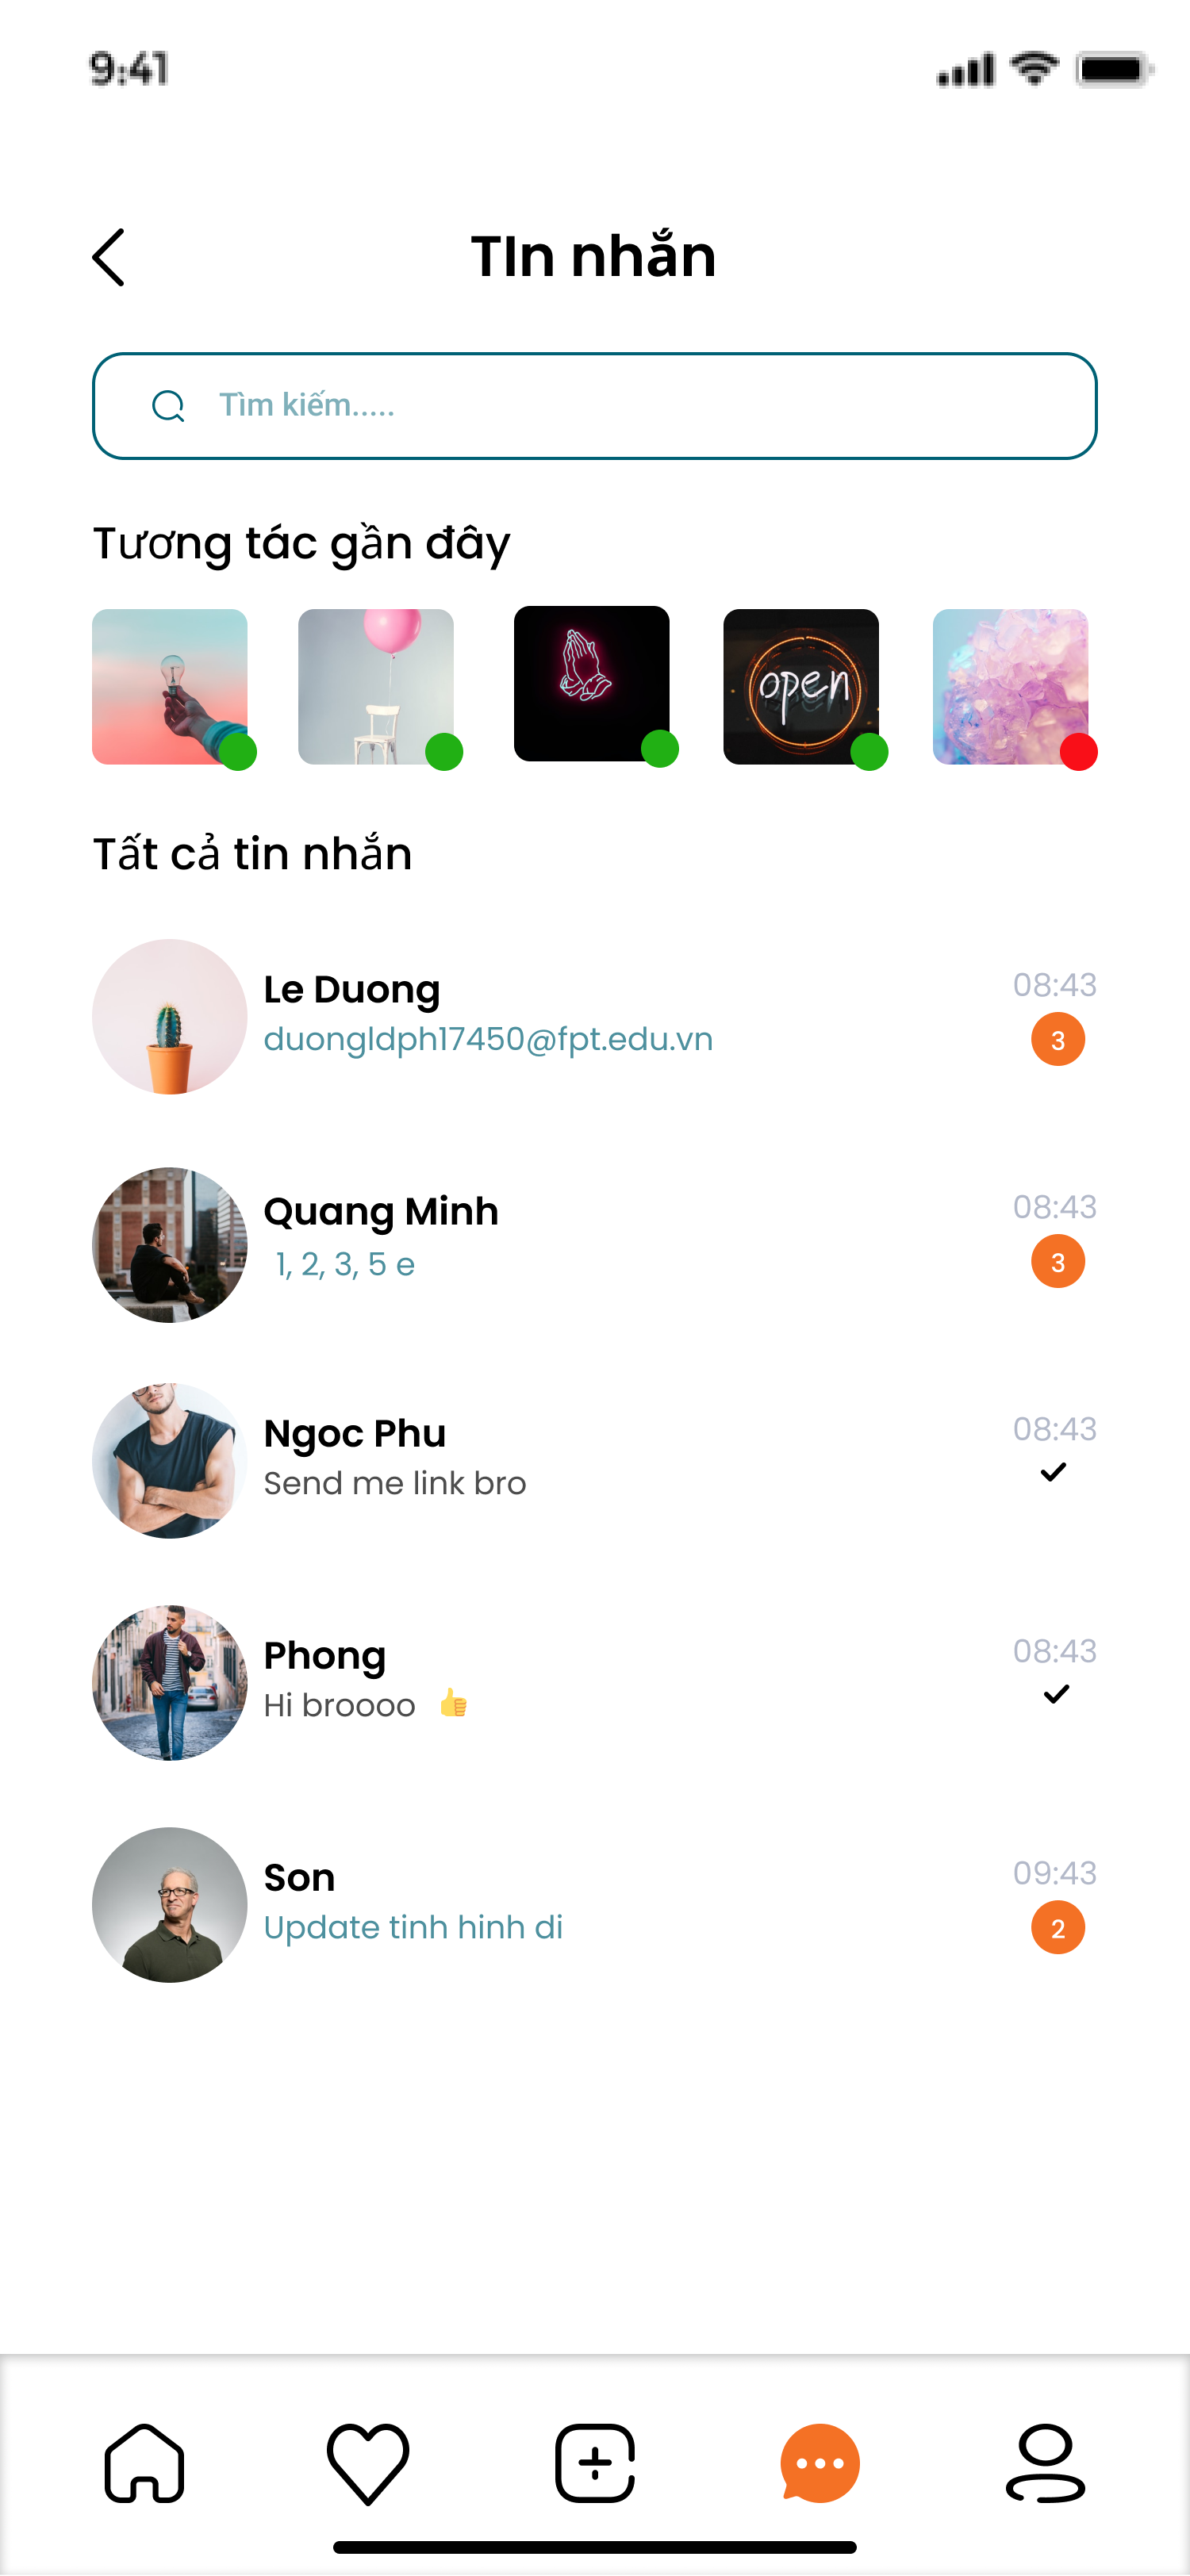 9:41
TIn nhắn
Tìm kiếm.....
Tương tác gần đây
open
Tất cả tin nhắn
Le Duong
08:43
duongldph17450@fpt.edu.vn
3
Quang Minh
08:43
1, 2, 3, 5 e
3
Ngoc Phu
08:43
Send me link bro
Phong
08:43
Hi broooo 👍
Son
09:43
Update tinh hinh di
2